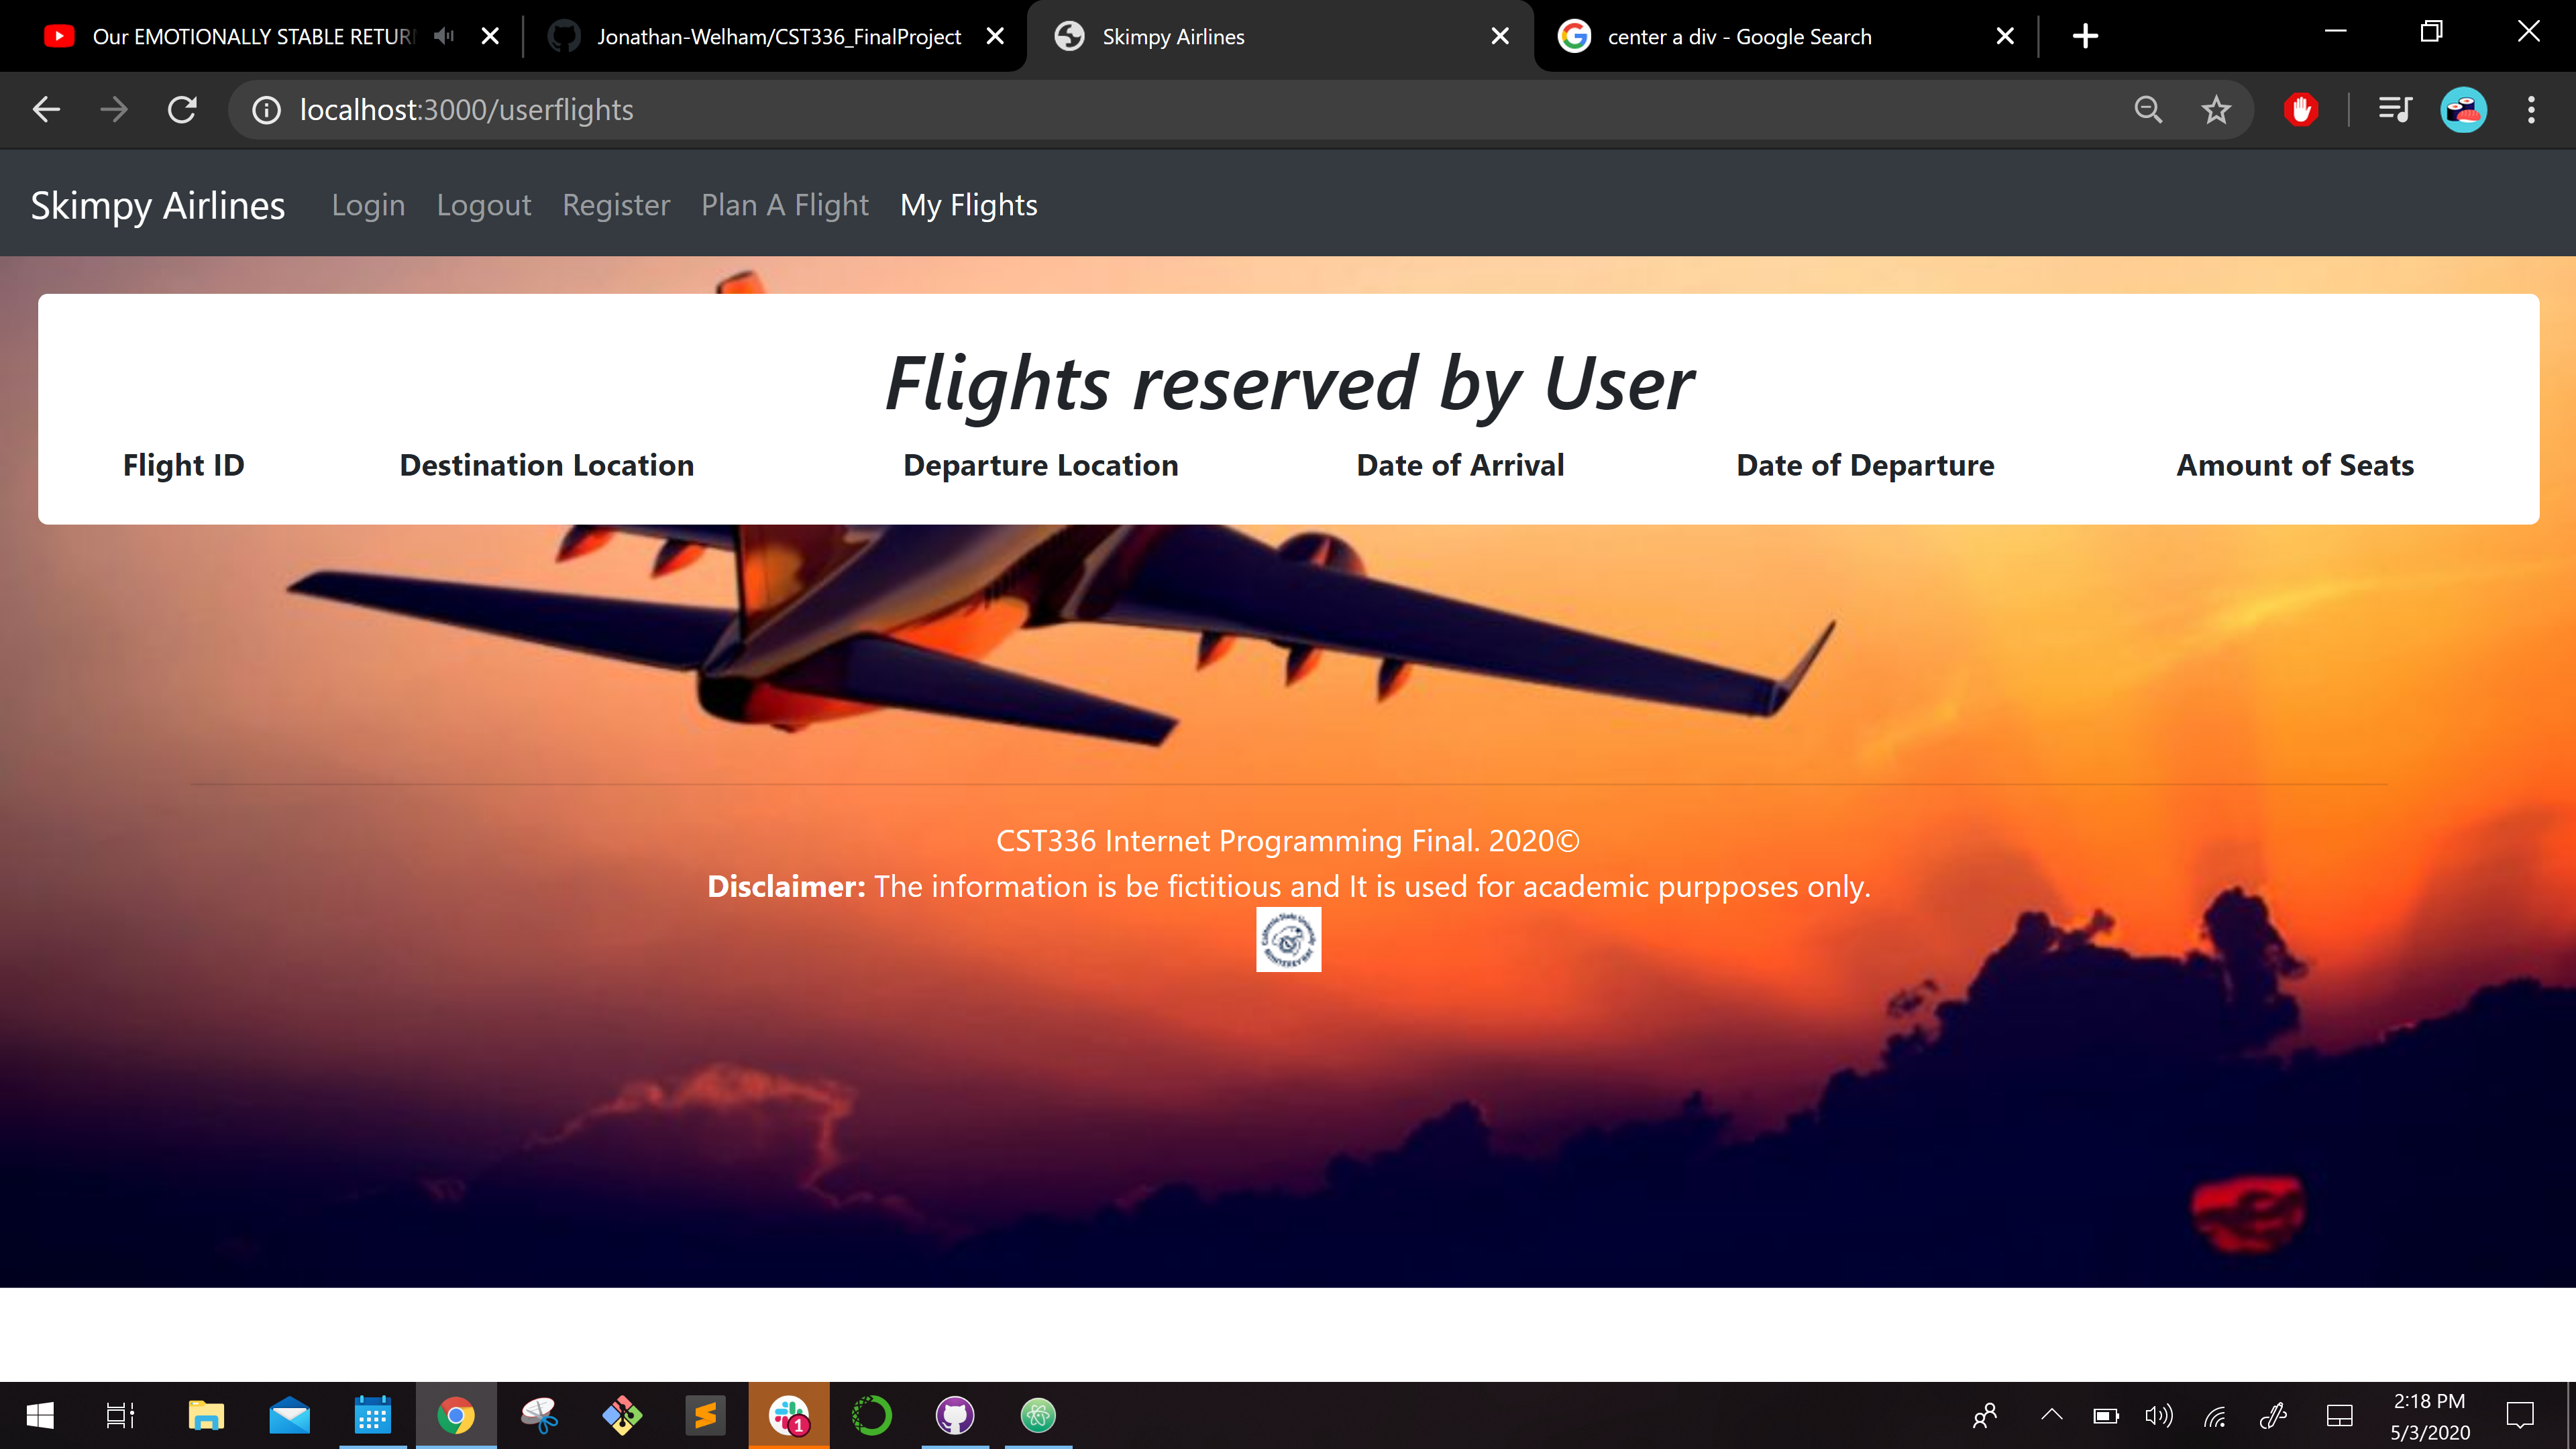 Our EMOTIONALLY STABLE RETUR
Jonathan-Welham/CST336_FinalProject
Skimpy Airlines
center a div - Google Search
localhost:3000/userflights
Skimpy Airlines Login Logout Register Plan A Flight My Flights
Flights reserved by User
Flight ID Destination Location Departure Location Date of Arrival Date of Departure Amount of Seats
CST336 Internet Programming Final. 2020©
Disclaimer: The information is be fictitious and It is used for academic purpposes only.
1
2:18 PM
5/3/2020